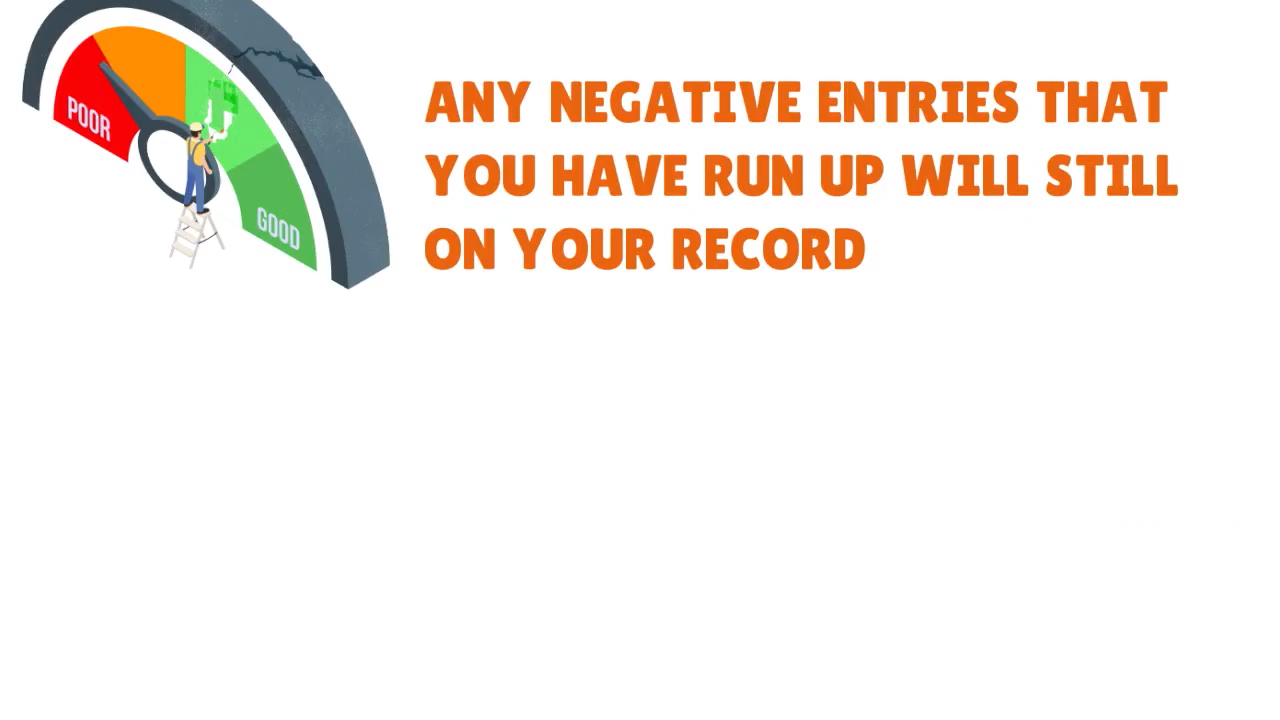 POOR
GOOD
ANY NEGATIVE ENTRIES THAT
YOU HAVE RUN UP WILL STILL
ON YOUR RECORD